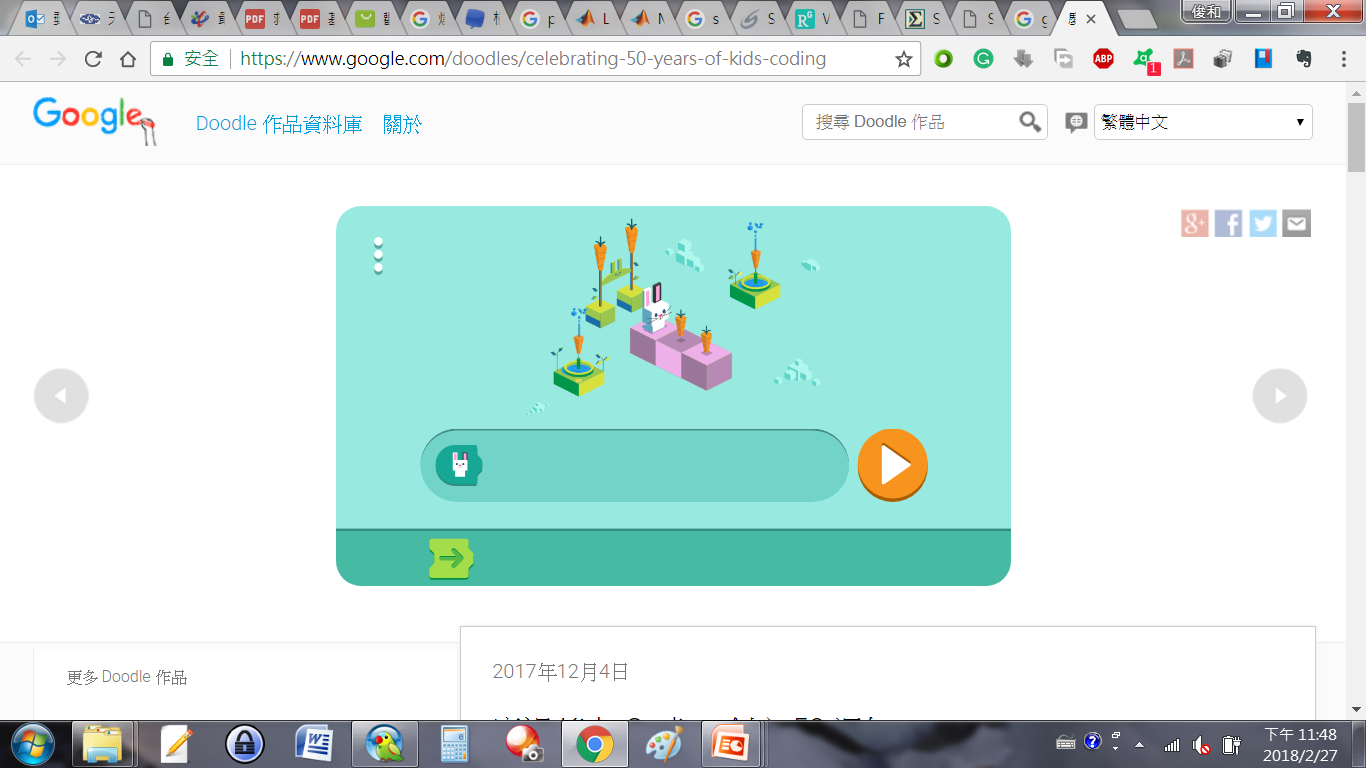 俊和
安全
https://www.google.com/doodles/celebrating-50-years-of-kids-coding
ABP
1
Google
Doodle 作品資料庫
關於
搜尋 Doodle 作品
繁體中文
更多 Doodle 作品
2017年12月4日
下午 11:48
2018/2/27